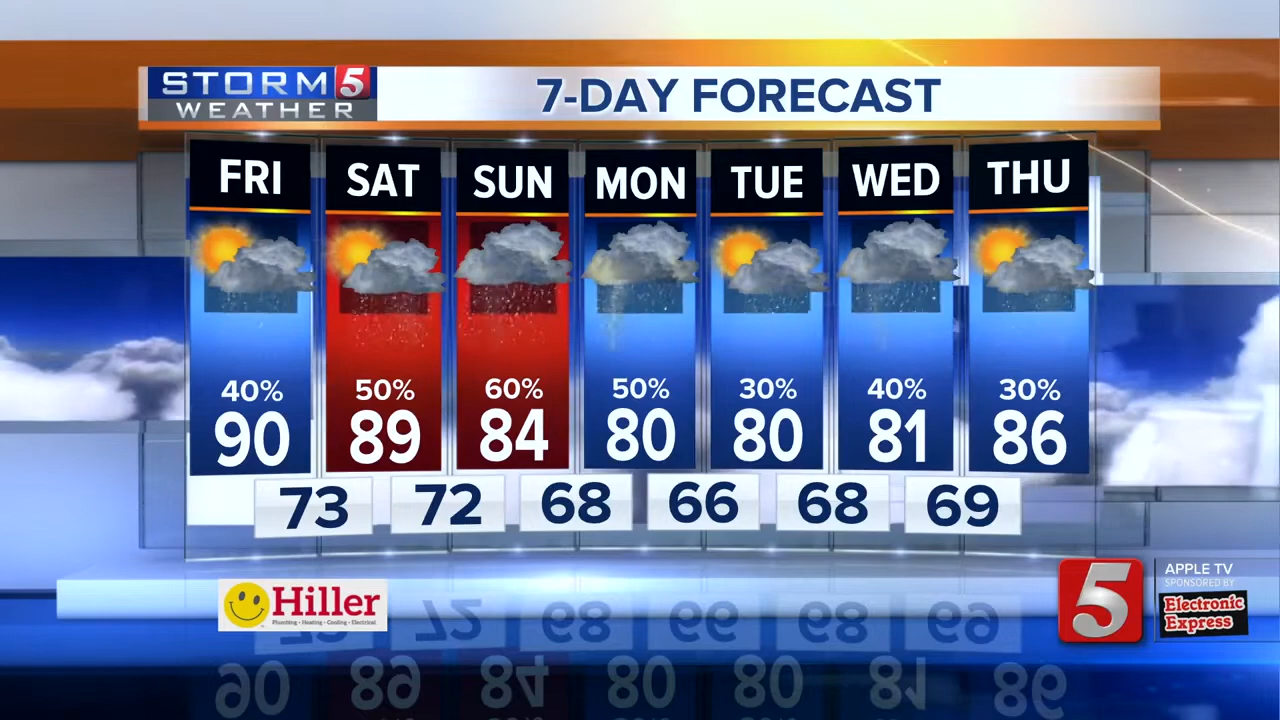 STORM 5
WEATHER
7-DAY FORECAST
FRI SAT SUN MON TUE WED THU
40% 50% 60% 50% 30% 40% 30%
90 89 84 80 80 81 86
73 72 68 66 68 69
Hiller
Plumbing • Heating • Cooling • Electrical
5
APPLE TV
SPONSORED BY
Electronic
Express